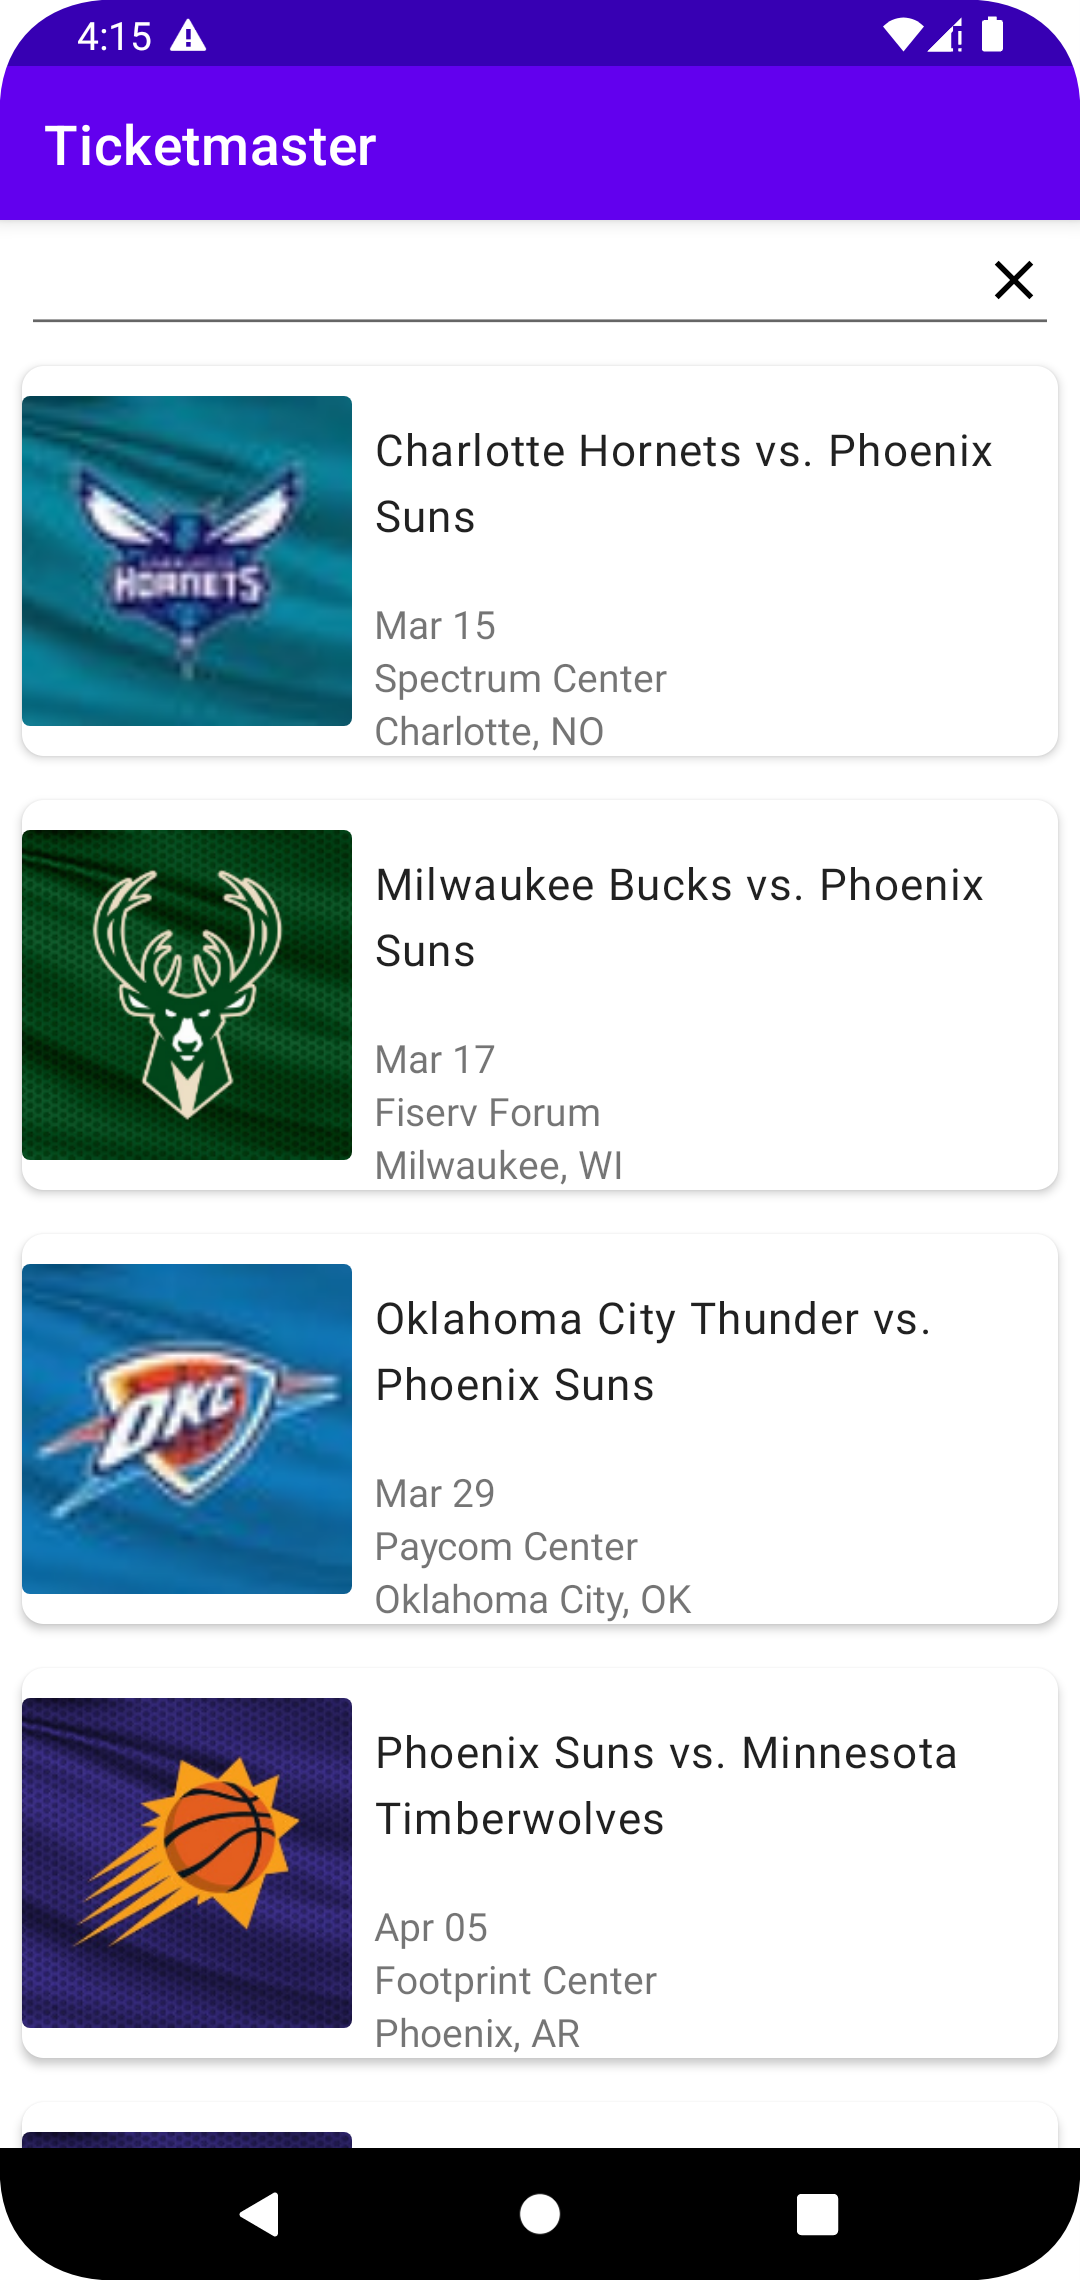 4:15
Ticketmaster
HORNETS
Charlotte Hornets vs. Phoenix
Suns
Mar 15
Spectrum Center
Charlotte, NO
Milwaukee Bucks vs. Phoenix
Suns
Mar 17
Fiserv Forum
Milwaukee, WI
OKC
Oklahoma City Thunder vs.
Phoenix Suns
Mar 29
Paycom Center
Oklahoma City, OK
Phoenix Suns vs. Minnesota
Timberwolves
Apr 05
Footprint Center
Phoenix, AR